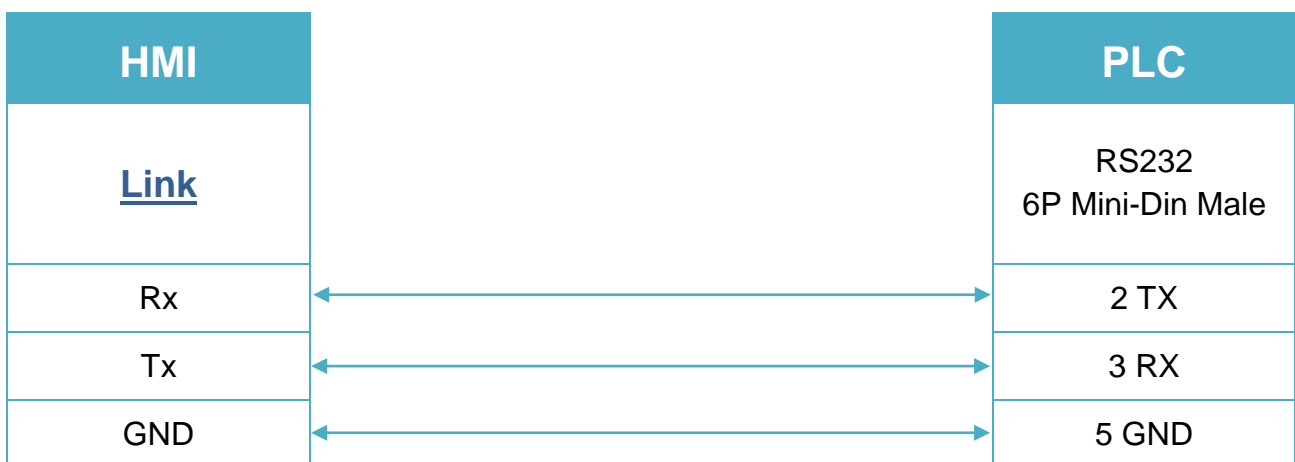 HMI
PLC
Link
RS232
6P Mini-Din Male
Rx
2 TX
Tx
3 RX
GND
5 GND